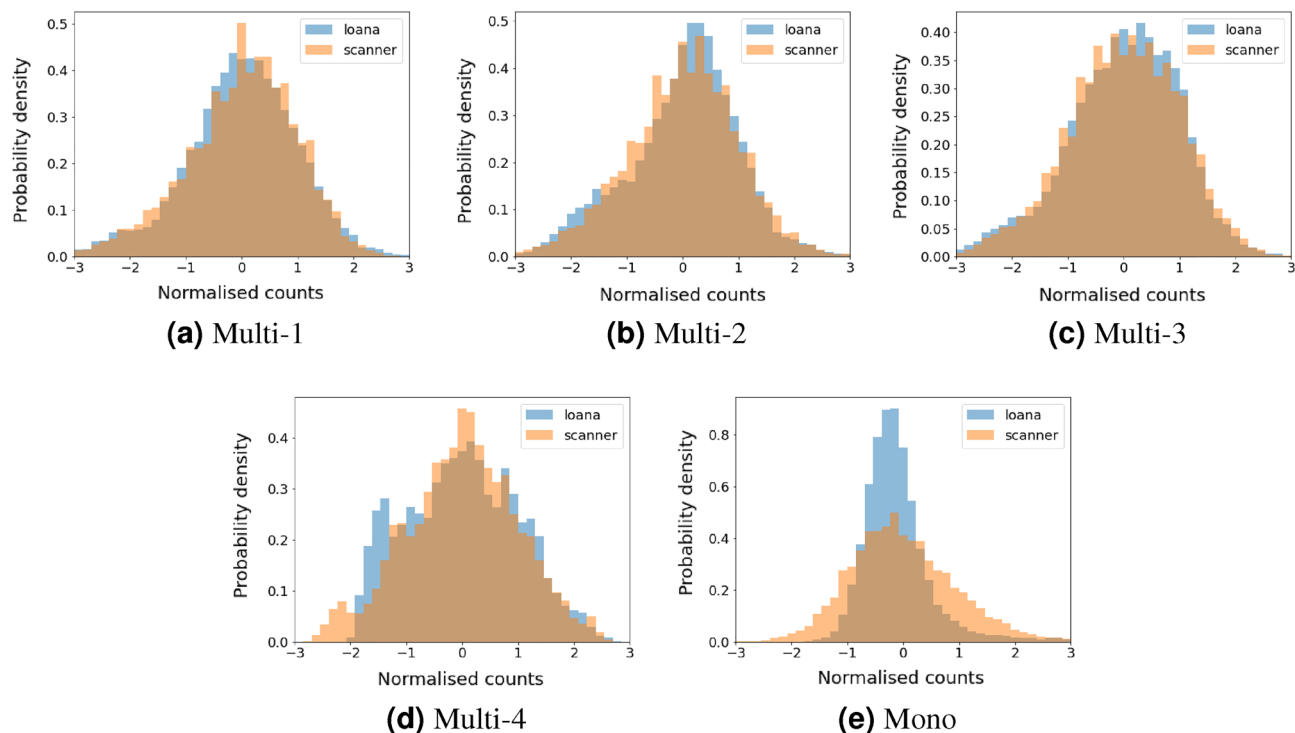 Ioana
scanner
Probability density
0.5
0.4
0.3
0.2
0.1
0.0
−3 −2 −1 0 1 2 3
Normalised counts
(a) Multi-1
Ioana
scanner
Probability density
0.5
0.4
0.3
0.2
0.1
0.0
−3 −2 −1 0 1 2 3
Normalised counts
(b) Multi-2
Ioana
scanner
Probability density
0.40
0.35
0.30
0.25
0.20
0.15
0.10
0.05
0.00
−3 −2 −1 0 1 2 3
Normalised counts
(c) Multi-3
Ioana
scanner
Probability density
0.4
0.3
0.2
0.1
0.0
−3 −2 −1 0 1 2 3
Normalised counts
(d) Multi-4
Ioana
scanner
Probability density
0.8
0.6
0.4
0.2
0.0
−3 −2 −1 0 1 2 3
Normalised counts
(e) Mono